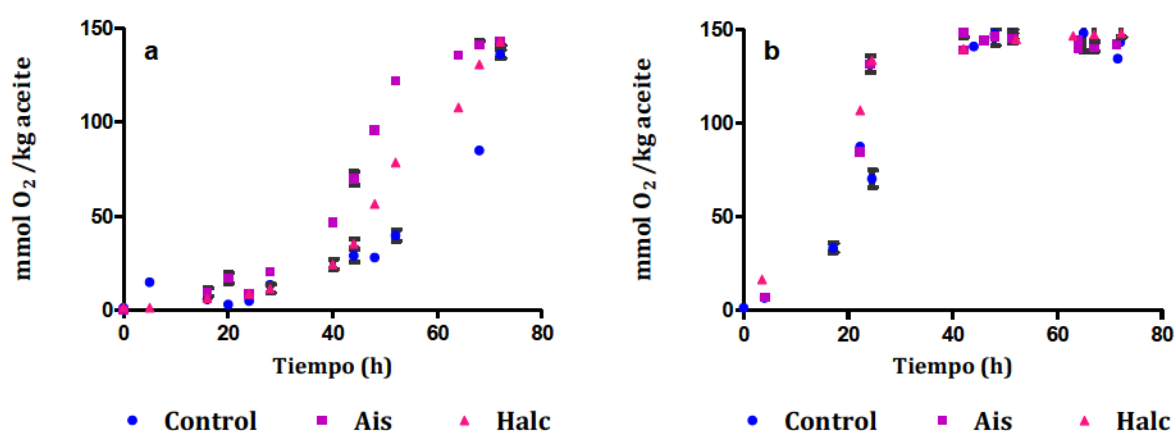 a
mmol O₂ /kg aceite
150
100
50
0
0 20 40 60 80
Tiempo (h)
Control Ais Halc
b
mmol O₂ /kg aceite
150
100
50
0
0 20 40 60 80
Tiempo (h)
Control Ais Halc